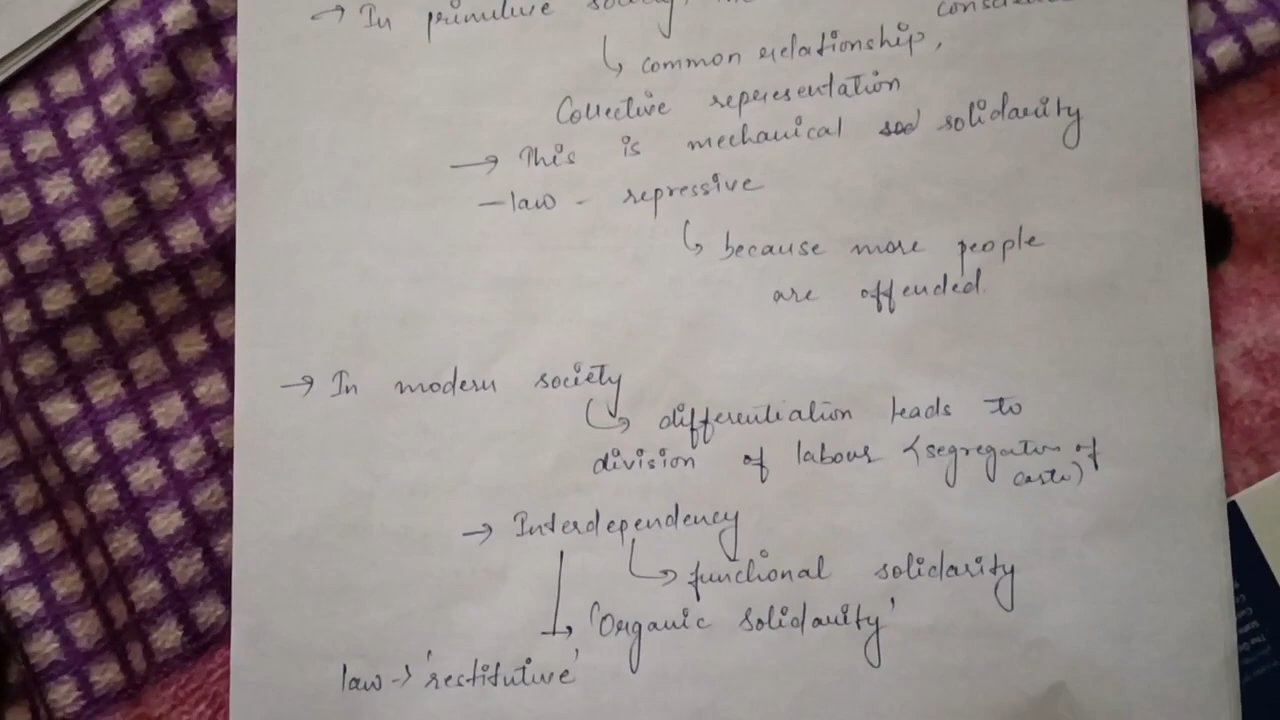 → In primitive society,
↳ common relationship,
Collective representation
→ This is mechanical solidarity
– law – repressive
↳ because more people
are offended.
→ In modern society
↳ differentiation leads to
division of labour (segregation of
caste)
→ Interdependency
↳ functional solidarity
↳ 'Organic solidarity'
law → 'restitutive'